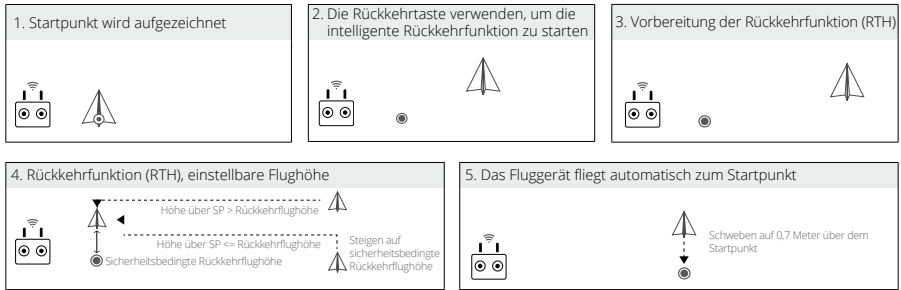 1. Startpunkt wird aufgezeichnet
2. Die Rückkehrtaste verwenden, um die
intelligente Rückkehrfunktion zu starten
3. Vorbereitung der Rückkehrfunktion (RTH)
4. Rückkehrfunktion (RTH), einstellbare Flughöhe
Höhe über SP > Rückkehrflughöhe
Höhe über SP <= Rückkehrflughöhe
Steigen auf
sicherheitsbedingte
Rückkehrflughöhe
Sicherheitsbedingte Rückkehrflughöhe
5. Das Fluggerät fliegt automatisch zum Startpunkt
Schweben auf 0,7 Meter über dem
Startpunkt